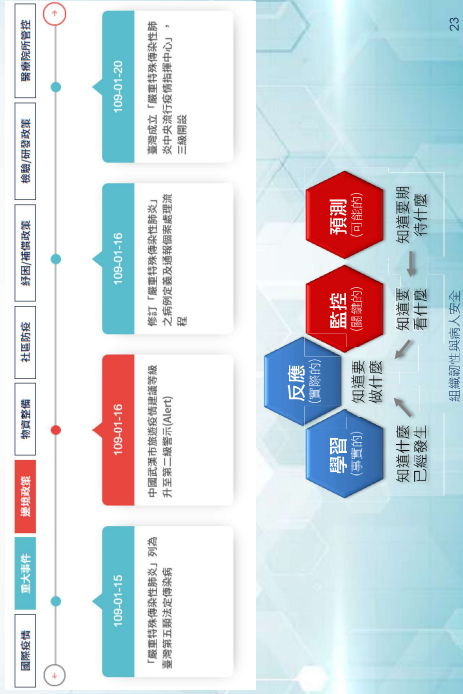 國際疫情
重大事件
邊境政策
物資整備
社區防疫
紓困/補償政策
檢驗/研發政策
醫療院所管控
109-01-15
「嚴重特殊傳染性肺炎」列為
臺灣第五類法定傳染病
109-01-16
中國武漢市旅遊疫情建議等級
升至第二級警示(Alert)
109-01-16
修訂「嚴重特殊傳染性肺炎」
之病例定義及通報個案處理流
程
109-01-20
臺灣成立「嚴重特殊傳染性肺
炎中央流行疫情指揮中心」,
三級開設
學習
(事實的)
知道什麼
已經發生
反應
(實際的)
知道要
做什麼
監控
(關鍵的)
知道要
看什麼
預測
(可能的)
知道要期
待什麼
組織韌性與病人安全
23